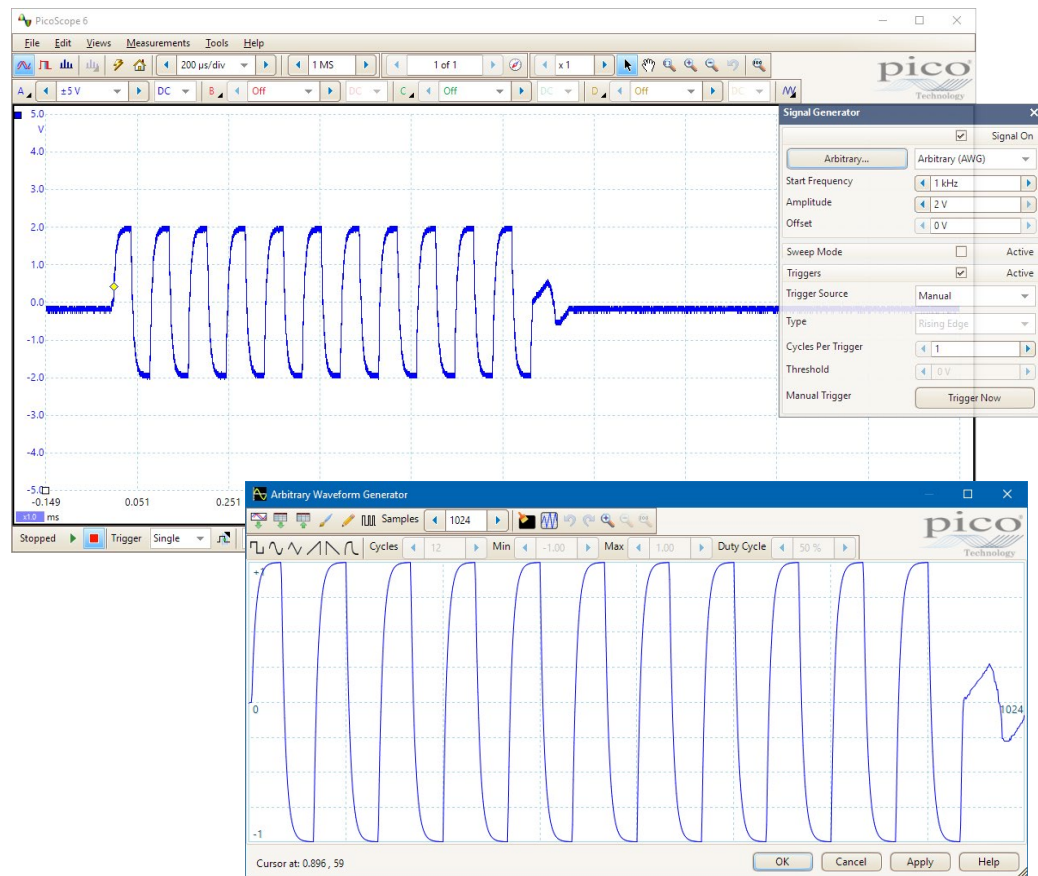 PicoScope 6
File Edit Views Measurements Tools Help
200 µs/div 1 MS 1 of 1 x 1
pico
Technology
A ±5 V DC B Off DC C Off DC D Off DC
Signal Generator
Signal On
Arbitrary... Arbitrary (AWG)
Start Frequency 1 kHz
Amplitude 2 V
Offset 0 V
Sweep Mode Active
Triggers Active
Trigger Source Manual
Type Rising Edge
Cycles Per Trigger 1
Threshold 0 V
Manual Trigger Trigger Now
5.0
V
4.0
3.0
2.0
1.0
0.0
-1.0
-2.0
-3.0
-4.0
-5.0
-0.149 0.051 0.251
x1.0 ms
Stopped Trigger Single
Arbitrary Waveform Generator
Samples 1024
pico
Technology
Cycles 12 Min -1.00 Max 1.00 Duty Cycle 50 %
+1
0 1024
-1
Cursor at: 0.896 , 59
OK Cancel Apply Help